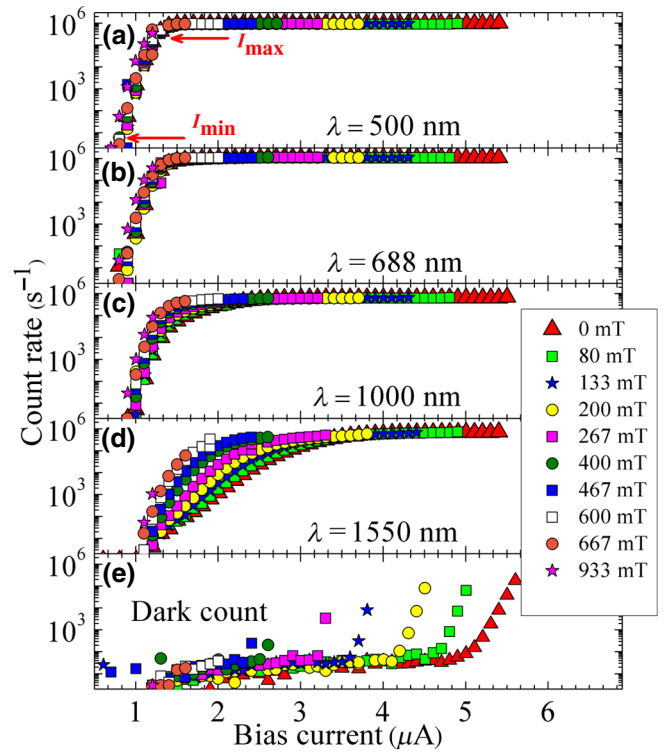 (a)
I_max
I_min
λ = 500 nm
10^6
10^3
(b)
λ = 688 nm
10^6
10^3
(c)
λ = 1000 nm
10^6
10^3
(d)
λ = 1550 nm
10^6
10^3
(e)
Dark count
10^6
10^3
Count rate (s⁻¹)
0 mT
80 mT
133 mT
200 mT
267 mT
400 mT
467 mT
600 mT
667 mT
933 mT
1 2 3 4 5 6
Bias current (μA)